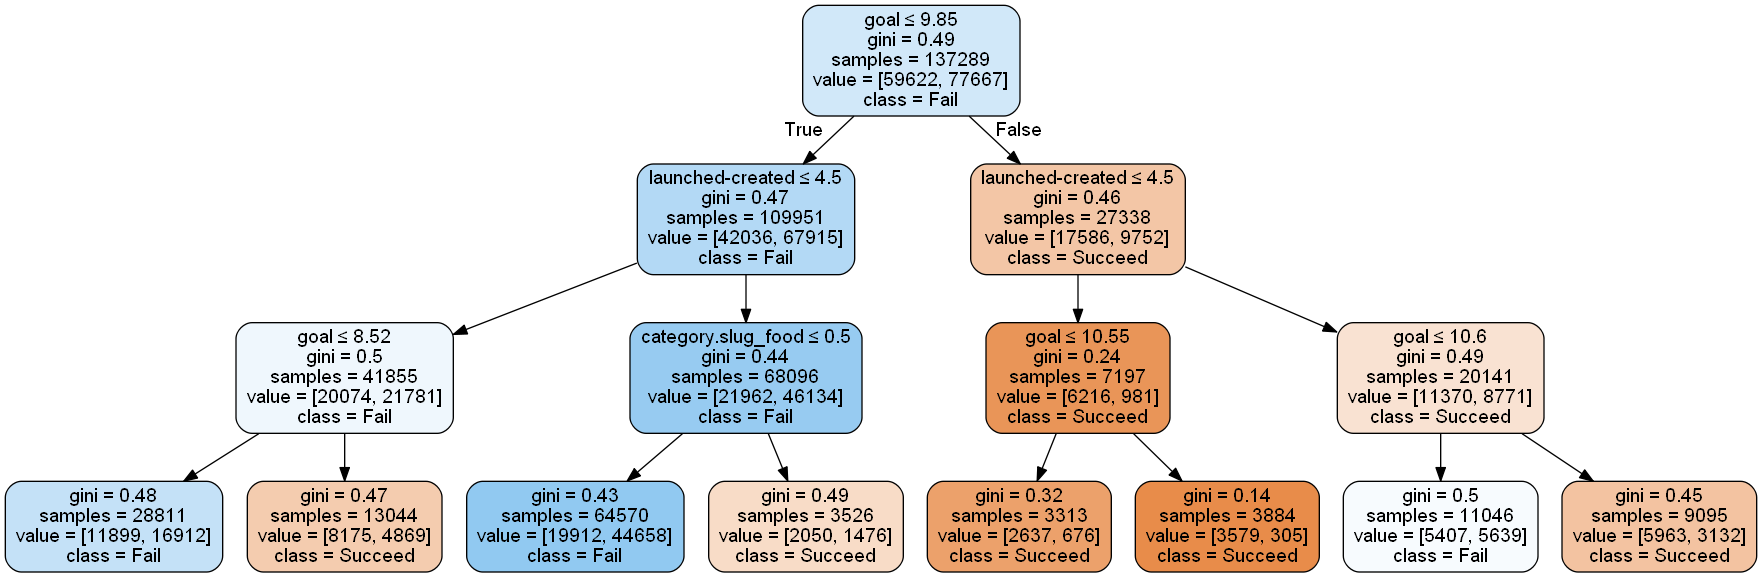 goal ≤ 9.85
gini = 0.49
samples = 137289
value = [59622, 77667]
class = Fail
True
False
launched-created ≤ 4.5
gini = 0.47
samples = 109951
value = [42036, 67915]
class = Fail
launched-created ≤ 4.5
gini = 0.46
samples = 27338
value = [17586, 9752]
class = Succeed
goal ≤ 8.52
gini = 0.5
samples = 41855
value = [20074, 21781]
class = Fail
category.slug_food ≤ 0.5
gini = 0.44
samples = 68096
value = [21962, 46134]
class = Fail
goal ≤ 10.55
gini = 0.24
samples = 7197
value = [6216, 981]
class = Succeed
goal ≤ 10.6
gini = 0.49
samples = 20141
value = [11370, 8771]
class = Succeed
gini = 0.48
samples = 28811
value = [11899, 16912]
class = Fail
gini = 0.47
samples = 13044
value = [8175, 4869]
class = Succeed
gini = 0.43
samples = 64570
value = [19912, 44658]
class = Fail
gini = 0.49
samples = 3526
value = [2050, 1476]
class = Succeed
gini = 0.32
samples = 3313
value = [2637, 676]
class = Succeed
gini = 0.14
samples = 3884
value = [3579, 305]
class = Succeed
gini = 0.5
samples = 11046
value = [5407, 5639]
class = Fail
gini = 0.45
samples = 9095
value = [5963, 3132]
class = Succeed